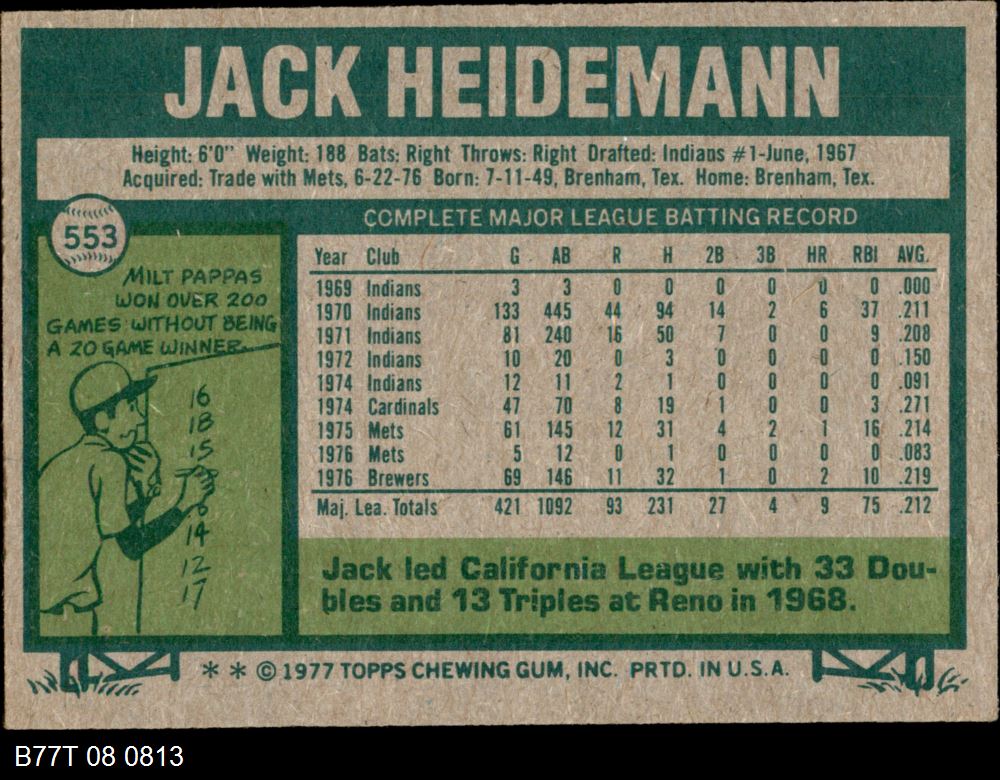 JACK HEIDEMANN
Height: 6'0" Weight: 188 Bats: Right Throws: Right Drafted: Indians #1-June, 1967
Acquired: Trade with Mets, 6-22-76 Born: 7-11-49, Brenham, Tex. Home: Brenham, Tex.
553
MILT PAPPAS
WON OVER 200
GAMES WITHOUT BEING
A 20 GAME WINNER.
16
18
15
14
12
17
COMPLETE MAJOR LEAGUE BATTING RECORD
Year Club G AB R H 2B 3B HR RBI AVG.
1969 Indians 3 3 0 0 0 0 0 0 .000
1970 Indians 133 445 44 94 14 2 6 37 .211
1971 Indians 81 240 16 50 7 0 0 9 .208
1972 Indians 10 20 0 3 0 0 0 0 .150
1974 Indians 12 11 2 1 0 0 0 0 .091
1974 Cardinals 47 70 8 19 1 0 0 3 .271
1975 Mets 61 145 12 31 4 2 1 16 .214
1976 Mets 5 12 0 1 0 0 0 0 .083
1976 Brewers 69 146 11 32 1 0 2 10 .219
Maj. Lea. Totals 421 1092 93 231 27 4 9 75 .212
Jack led California League with 33 Dou-
bles and 13 Triples at Reno in 1968.
* * © 1977 TOPPS CHEWING GUM, INC. PRTD. IN U.S.A.
B77T 08 0813